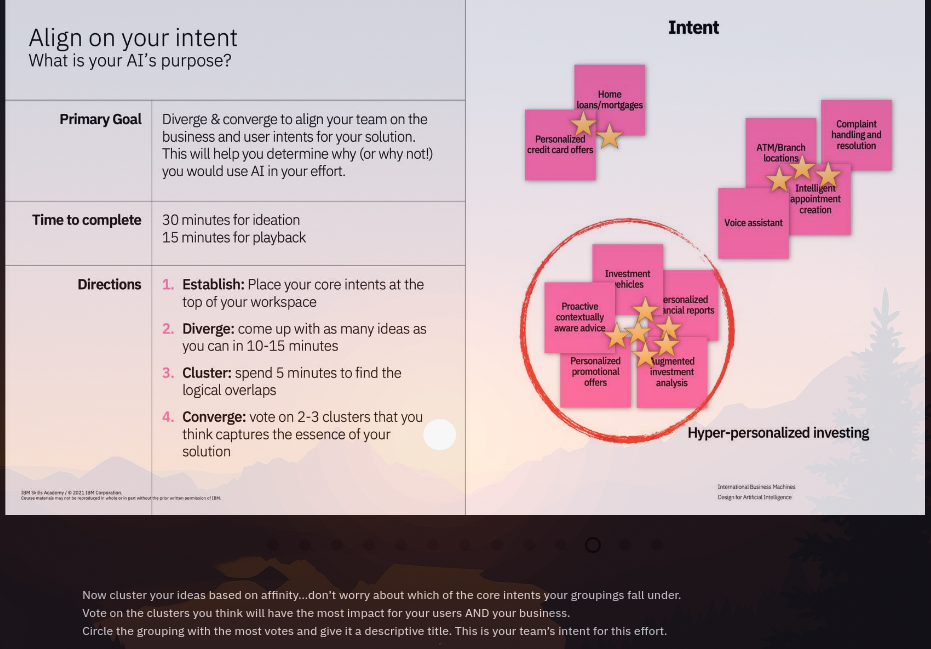 Align on your intent
What is your AI's purpose?
Primary Goal
Diverge & converge to align your team on the
business and user intents for your solution.
This will help you determine why (or why not!)
you would use AI in your effort.
Time to complete
30 minutes for ideation
15 minutes for playback
Directions
1. Establish: Place your core intents at the
top of your workspace
2. Diverge: come up with as many ideas as
you can in 10-15 minutes
3. Cluster: spend 5 minutes to find the
logical overlaps
4. Converge: vote on 2-3 clusters that you
think captures the essence of your
solution
IBM Skills Academy / © 2021 IBM Corporation.
Course materials may not be reproduced in whole or in part without the prior written permission of IBM.
Intent
Home
loans/mortgages
Personalized
credit card offers
Complaint
handling and
resolution
ATM/Branch
locations
Intelligent
appointment
creation
Voice assistant
Investment
vehicles
Proactive
contextually
aware advice
ersonalized
ancial reports
Personalized
promotional
offers
Augmented
investment
analysis
Hyper-personalized investing
International Business Machines
Design for Artificial Intelligence
Now cluster your ideas based on affinity...don't worry about which of the core intents your groupings fall under.
Vote on the clusters you think will have the most impact for your users AND your business.
Circle the grouping with the most votes and give it a descriptive title. This is your team's intent for this effort.